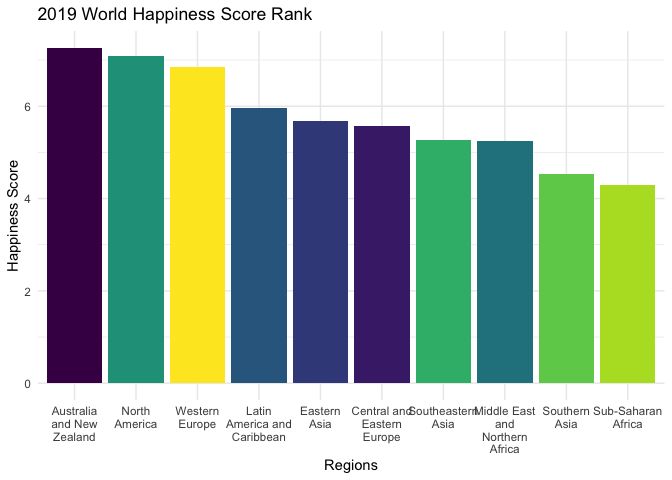 2019 World Happiness Score Rank
Happiness Score
6
4
2
0
Australia
and New
Zealand
North
America
Western
Europe
Latin
America and
Caribbean
Eastern
Asia
Central and
Eastern
Europe
Southeastern
Asia
Middle East
and
Northern
Africa
Southern
Asia
Sub-Saharan
Africa
Regions